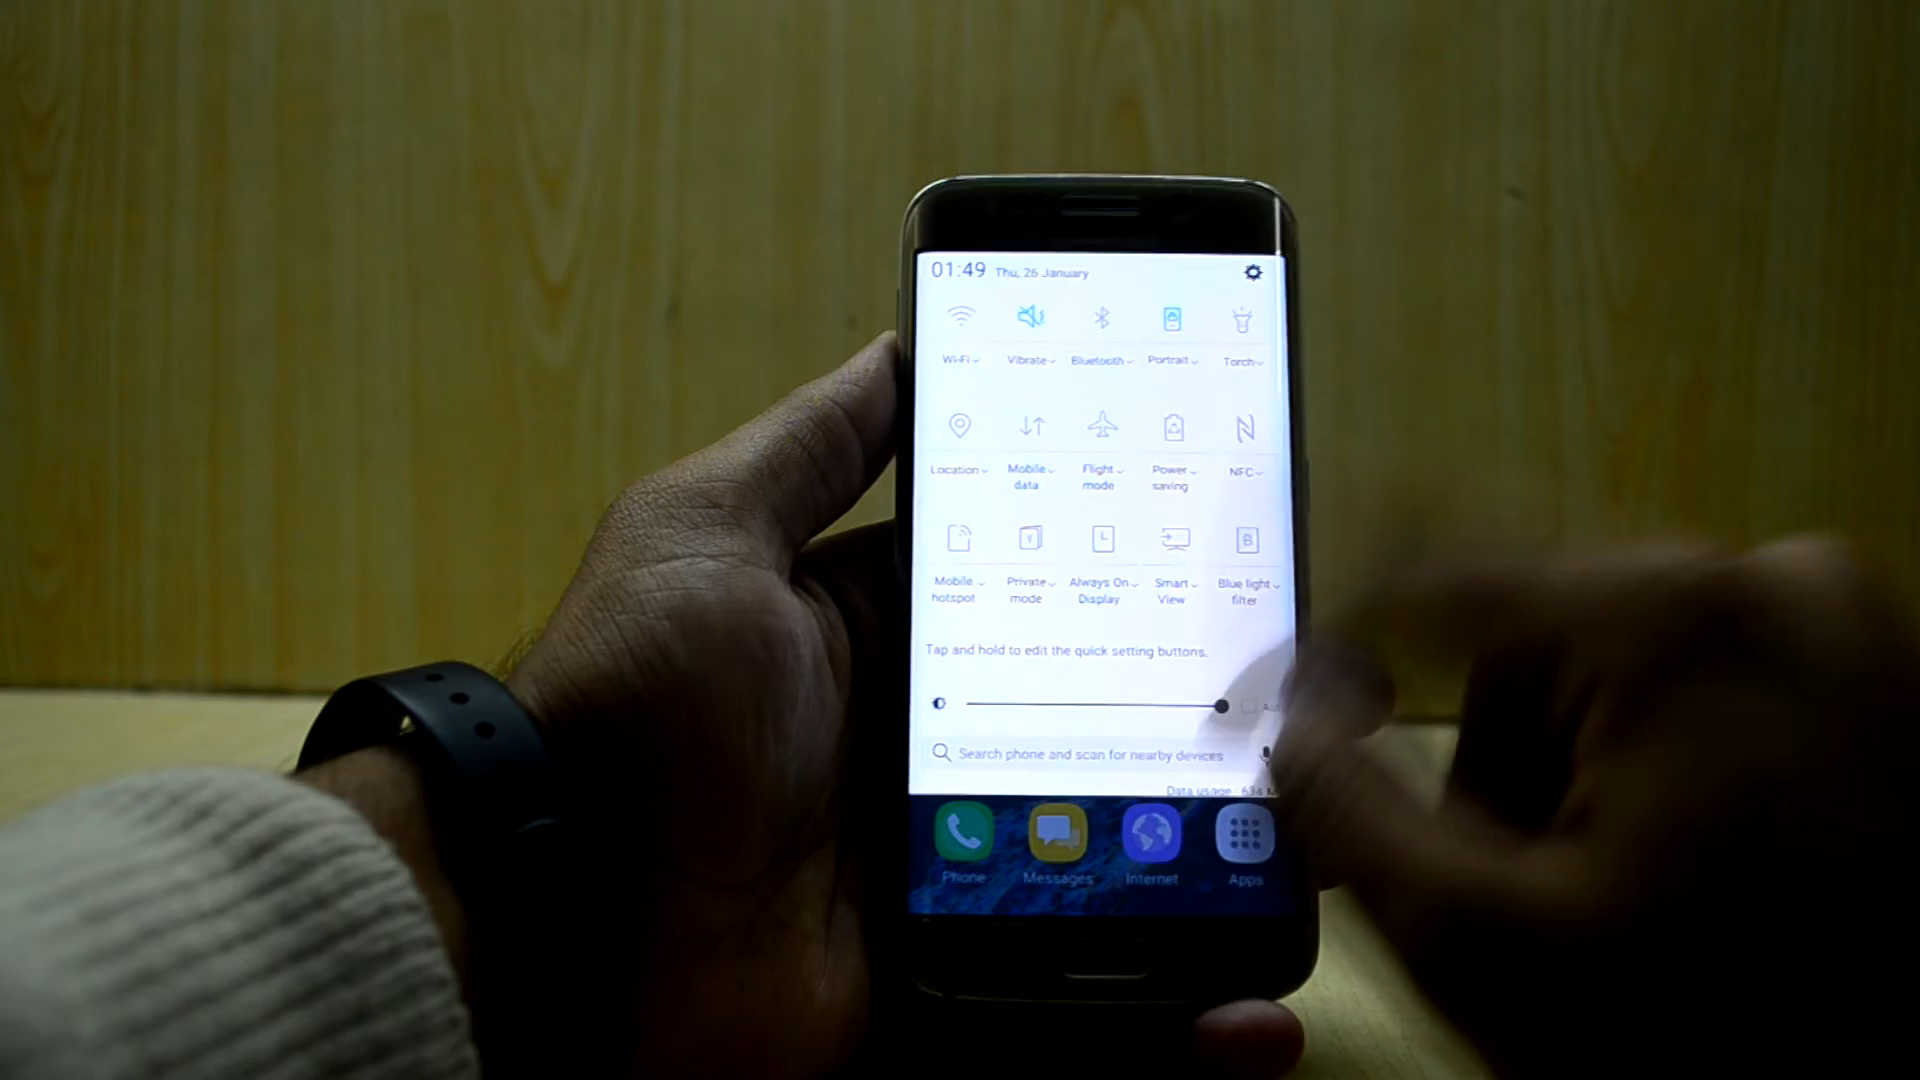 01:49 Thu, 26 January
Wi-Fi Vibrate Bluetooth Portrait Torch
Location Mobile data Flight mode Power saving NFC
Mobile hotspot Private mode Always On Display Smart View Blue light filter
Tap and hold to edit the quick setting buttons.
Search phone and scan for nearby devices
Data usage : 634 M
Phone Messages Internet Apps